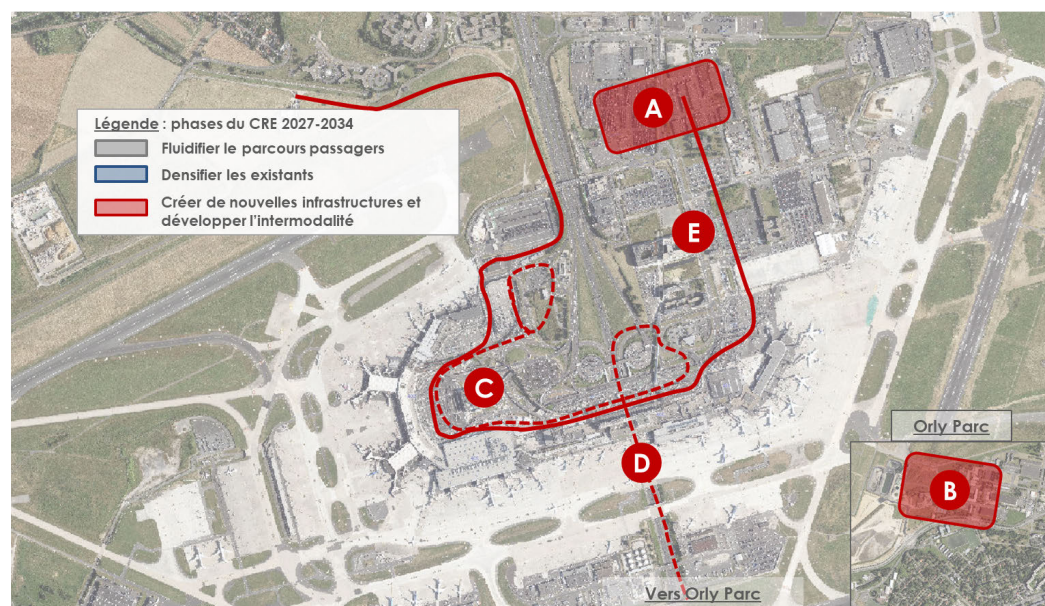 Légende : phases du CRE 2027-2034
Fluidifier le parcours passagers
Densifier les existants
Créer de nouvelles infrastructures et
développer l'intermodalité
A
E
C
D
Orly Parc
B
Vers Orly Parc